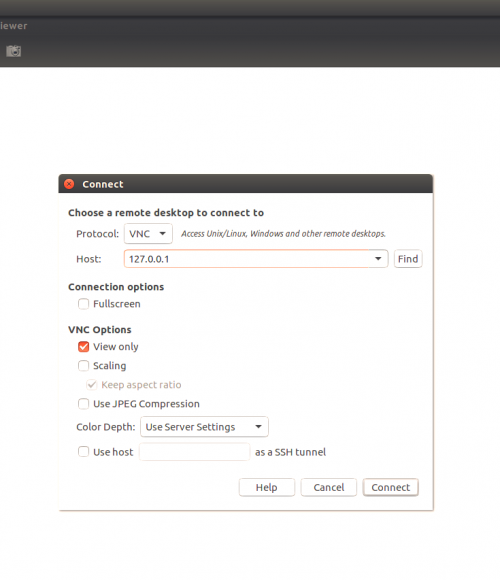 iewer
Connect
Choose a remote desktop to connect to
Protocol: VNC Access Unix/Linux, Windows and other remote desktops.
Host: 127.0.0.1 Find
Connection options
Fullscreen
VNC Options
View only
Scaling
Keep aspect ratio
Use JPEG Compression
Color Depth: Use Server Settings
Use host as a SSH tunnel
Help Cancel Connect